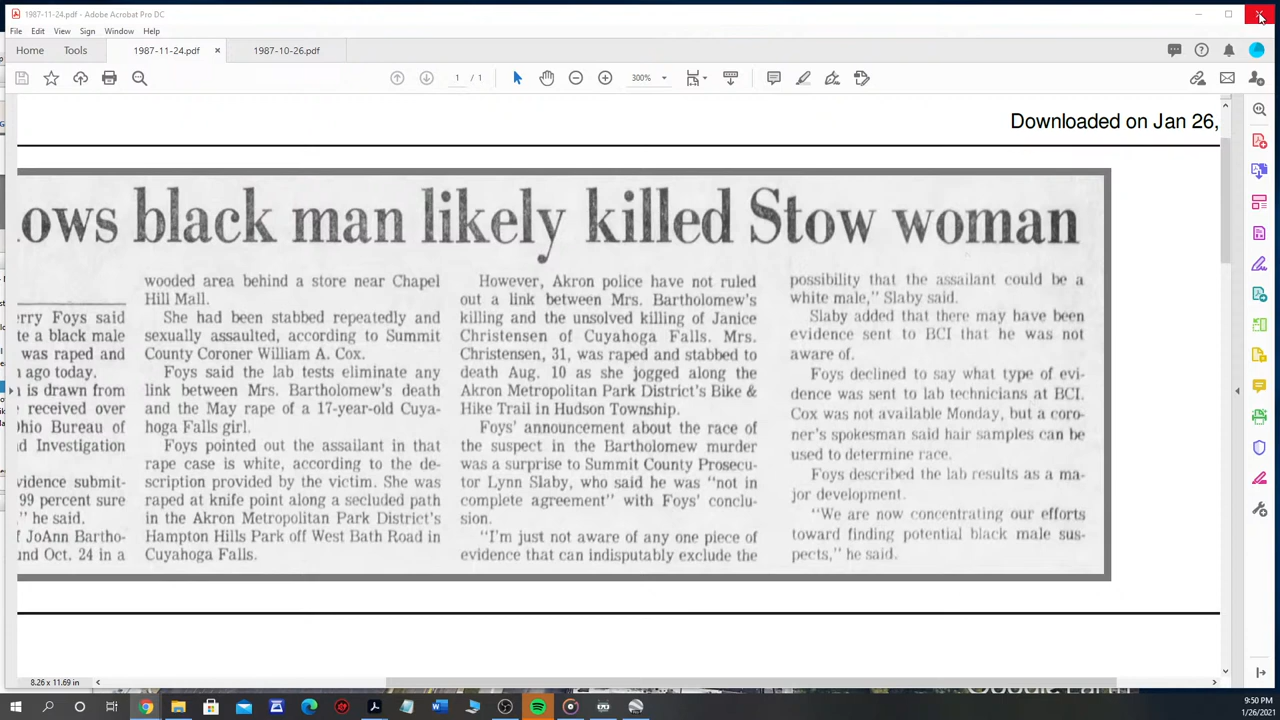 1987-11-24.pdf - Adobe Acrobat Pro DC
File Edit View Sign Window Help
Home Tools 1987-11-24.pdf × 1987-10-26.pdf
1 / 1 300%
Downloaded on Jan 26,
ows black man likely killed Stow woman
erry Foys said
te a black male
was raped and
ago today.
n is drawn from
received over
Ohio Bureau of
d Investigation
vidence submit-
99 percent sure
" he said.
f JoAnn Bartho-
und Oct. 24 in a
wooded area behind a store near Chapel
Hill Mall.
She had been stabbed repeatedly and
sexually assaulted, according to Summit
County Coroner William A. Cox.
Foys said the lab tests eliminate any
link between Mrs. Bartholomew's death
and the May rape of a 17-year-old Cuya-
hoga Falls girl.
Foys pointed out the assailant in that
rape case is white, according to the de-
scription provided by the victim. She was
raped at knife point along a secluded path
in the Akron Metropolitan Park District's
Hampton Hills Park off West Bath Road in
Cuyahoga Falls.
However, Akron police have not ruled
out a link between Mrs. Bartholomew's
killing and the unsolved killing of Janice
Christensen of Cuyahoga Falls. Mrs.
Christensen, 31, was raped and stabbed to
death Aug. 10 as she jogged along the
Akron Metropolitan Park District's Bike &
Hike Trail in Hudson Township.
Foys' announcement about the race of
the suspect in the Bartholomew murder
was a surprise to Summit County Prosecu-
tor Lynn Slaby, who said he was "not in
complete agreement" with Foys' conclu-
sion.
"I'm just not aware of any one piece of
evidence that can indisputably exclude the
possibility that the assailant could be a
white male," Slaby said.
Slaby added that there may have been
evidence sent to BCI that he was not
aware of.
Foys declined to say what type of evi-
dence was sent to lab technicians at BCI.
Cox was not available Monday, but a coro-
ner's spokesman said hair samples can be
used to determine race.
Foys described the lab results as a ma-
jor development.
"We are now concentrating our efforts
toward finding potential black male sus-
pects," he said.
8.26 x 11.69 in
Google Earth
9:50 PM
1/26/2021